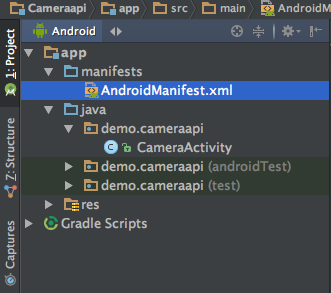 Cameraapi app src main AndroidM
Android
1: Project
Z: Structure
Captures
app
manifests
AndroidManifest.xml
java
demo.cameraapi
C CameraActivity
demo.cameraapi (androidTest)
demo.cameraapi (test)
res
Gradle Scripts